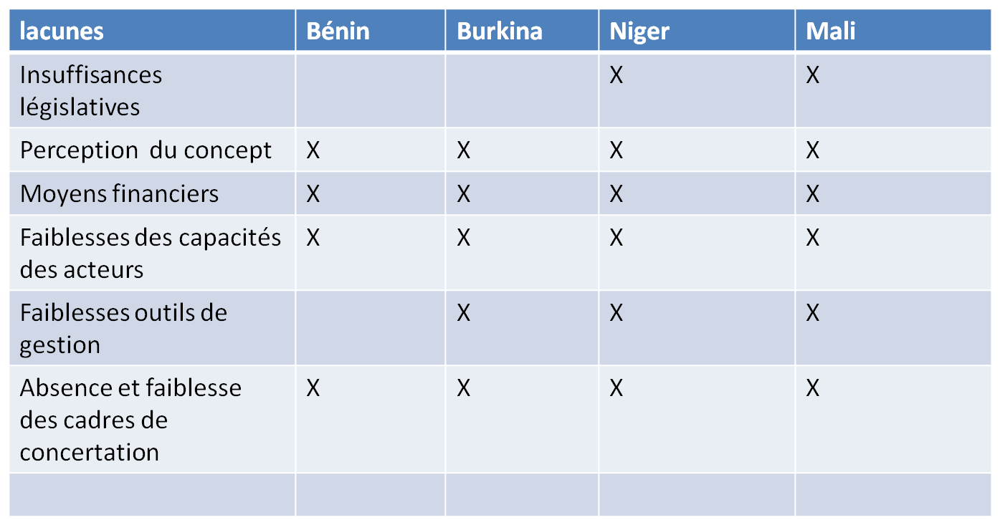 lacunes Bénin Burkina Niger Mali
Insuffisances X X
législatives
Perception du concept X X X X
Moyens financiers X X X X
Faiblesses des capacités X X X X
des acteurs
Faiblesses outils de X X X
gestion
Absence et faiblesse X X X X
des cadres de
concertation